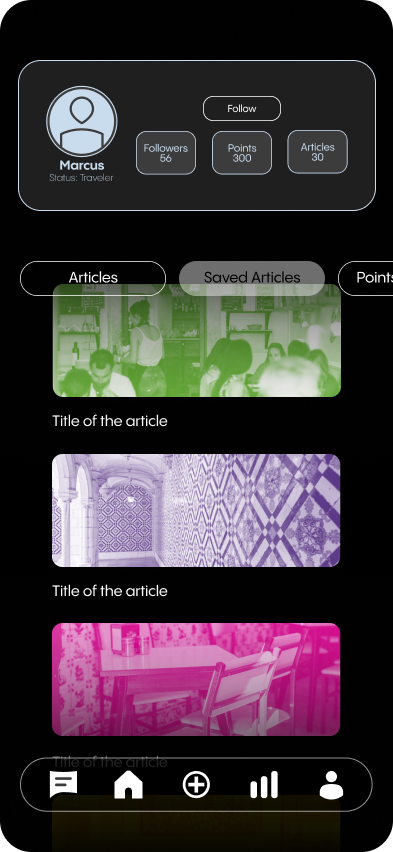 Follow
Followers
56
Points
300
Articles
30
Marcus
Status: Traveler
Articles
Saved Articles
Points
Title of the article
Title of the article
Title of the article